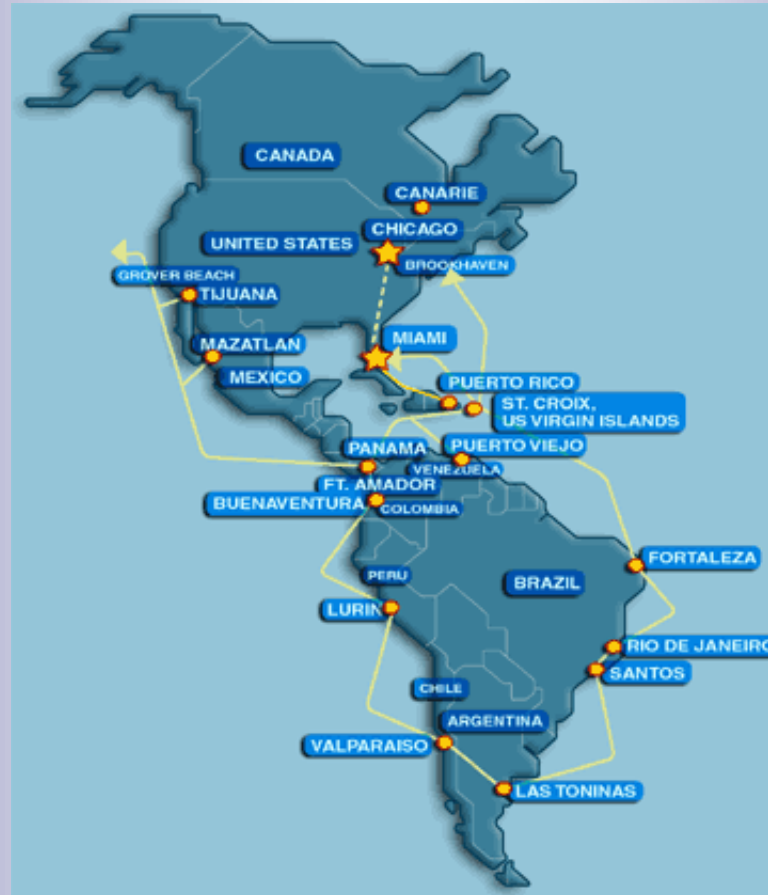 CANADA
CANARIE
CHICAGO
UNITED STATES
BROOKHAVEN
GROVER BEACH
TIJUANA
MIAMI
MAZATLAN
MEXICO
PUERTO RICO
ST. CROIX,
US VIRGIN ISLANDS
PANAMA
PUERTO VIEJO
VENEZUELA
FT. AMADOR
BUENAVENTURA
COLOMBIA
FORTALEZA
PERU
BRAZIL
LURIN
RIO DE JANEIRO
SANTOS
CHILE
ARGENTINA
VALPARAISO
LAS TONINAS